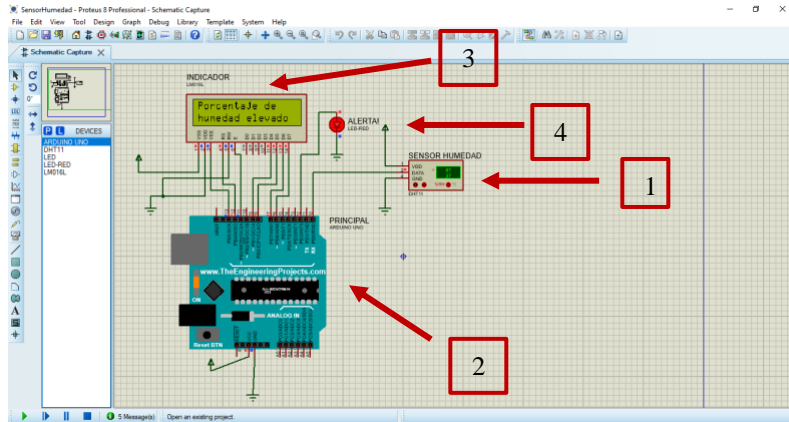 SensorHumedad - Proteus 8 Professional - Schematic Capture
File Edit View Tool Design Graph Debug Library Template System Help
Schematic Capture
3
INDICADOR
LM016L
Porcentaje de
humedad elevado
ALERTA!
LED-RED
4
P L DEVICES
ARDUINO UNO
DHT11
LED
LED-RED
LM016L
SENSOR HUMEDAD
VDD
DATA
GND
DHT11
1
PRINCIPAL
ARDUINO UNO
www.TheEngineeringProjects.com
ON
ANALOG IN
Reset BTN
RESET
2
5 Message(s) Open an existing project.